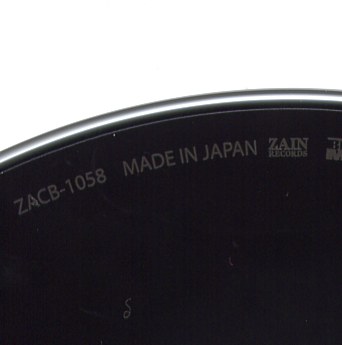 ZACB-1058 MADE IN JAPAN ZAIN
RECORDS